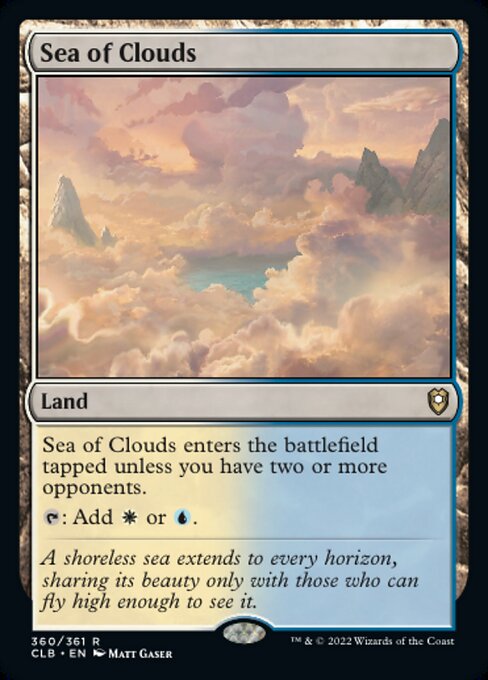 Sea of Clouds
Land
Sea of Clouds enters the battlefield
tapped unless you have two or more
opponents.
: Add or .
A shoreless sea extends to every horizon,
sharing its beauty only with those who can
fly high enough to see it.
360/361 R
CLB • EN Matt Gaser
™ & © 2022 Wizards of the Coast